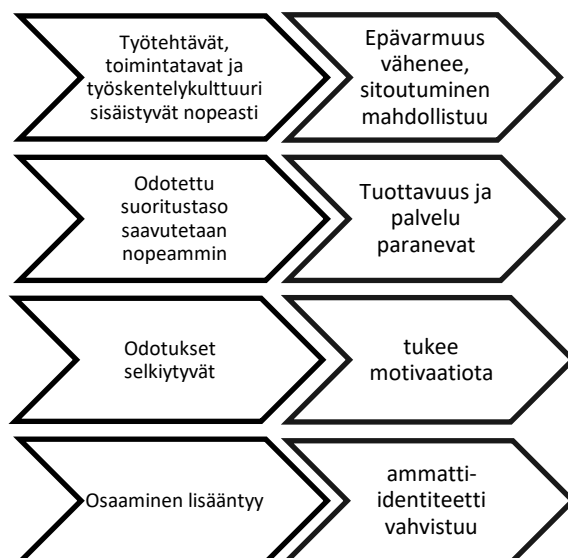 Työtehtävät,
toimintatavat ja
työskentelykulttuuri
sisäistyvät nopeasti
Epävarmuus
vähenee,
sitoutuminen
mahdollistuu
Odotettu
suoritustaso
saavutetaan
nopeammin
Tuottavuus ja
palvelu
paranevat
Odotukset
selkiytyvät
tukee
motivaatiota
Osaaminen lisääntyy
ammatti-
identiteetti
vahvistuu